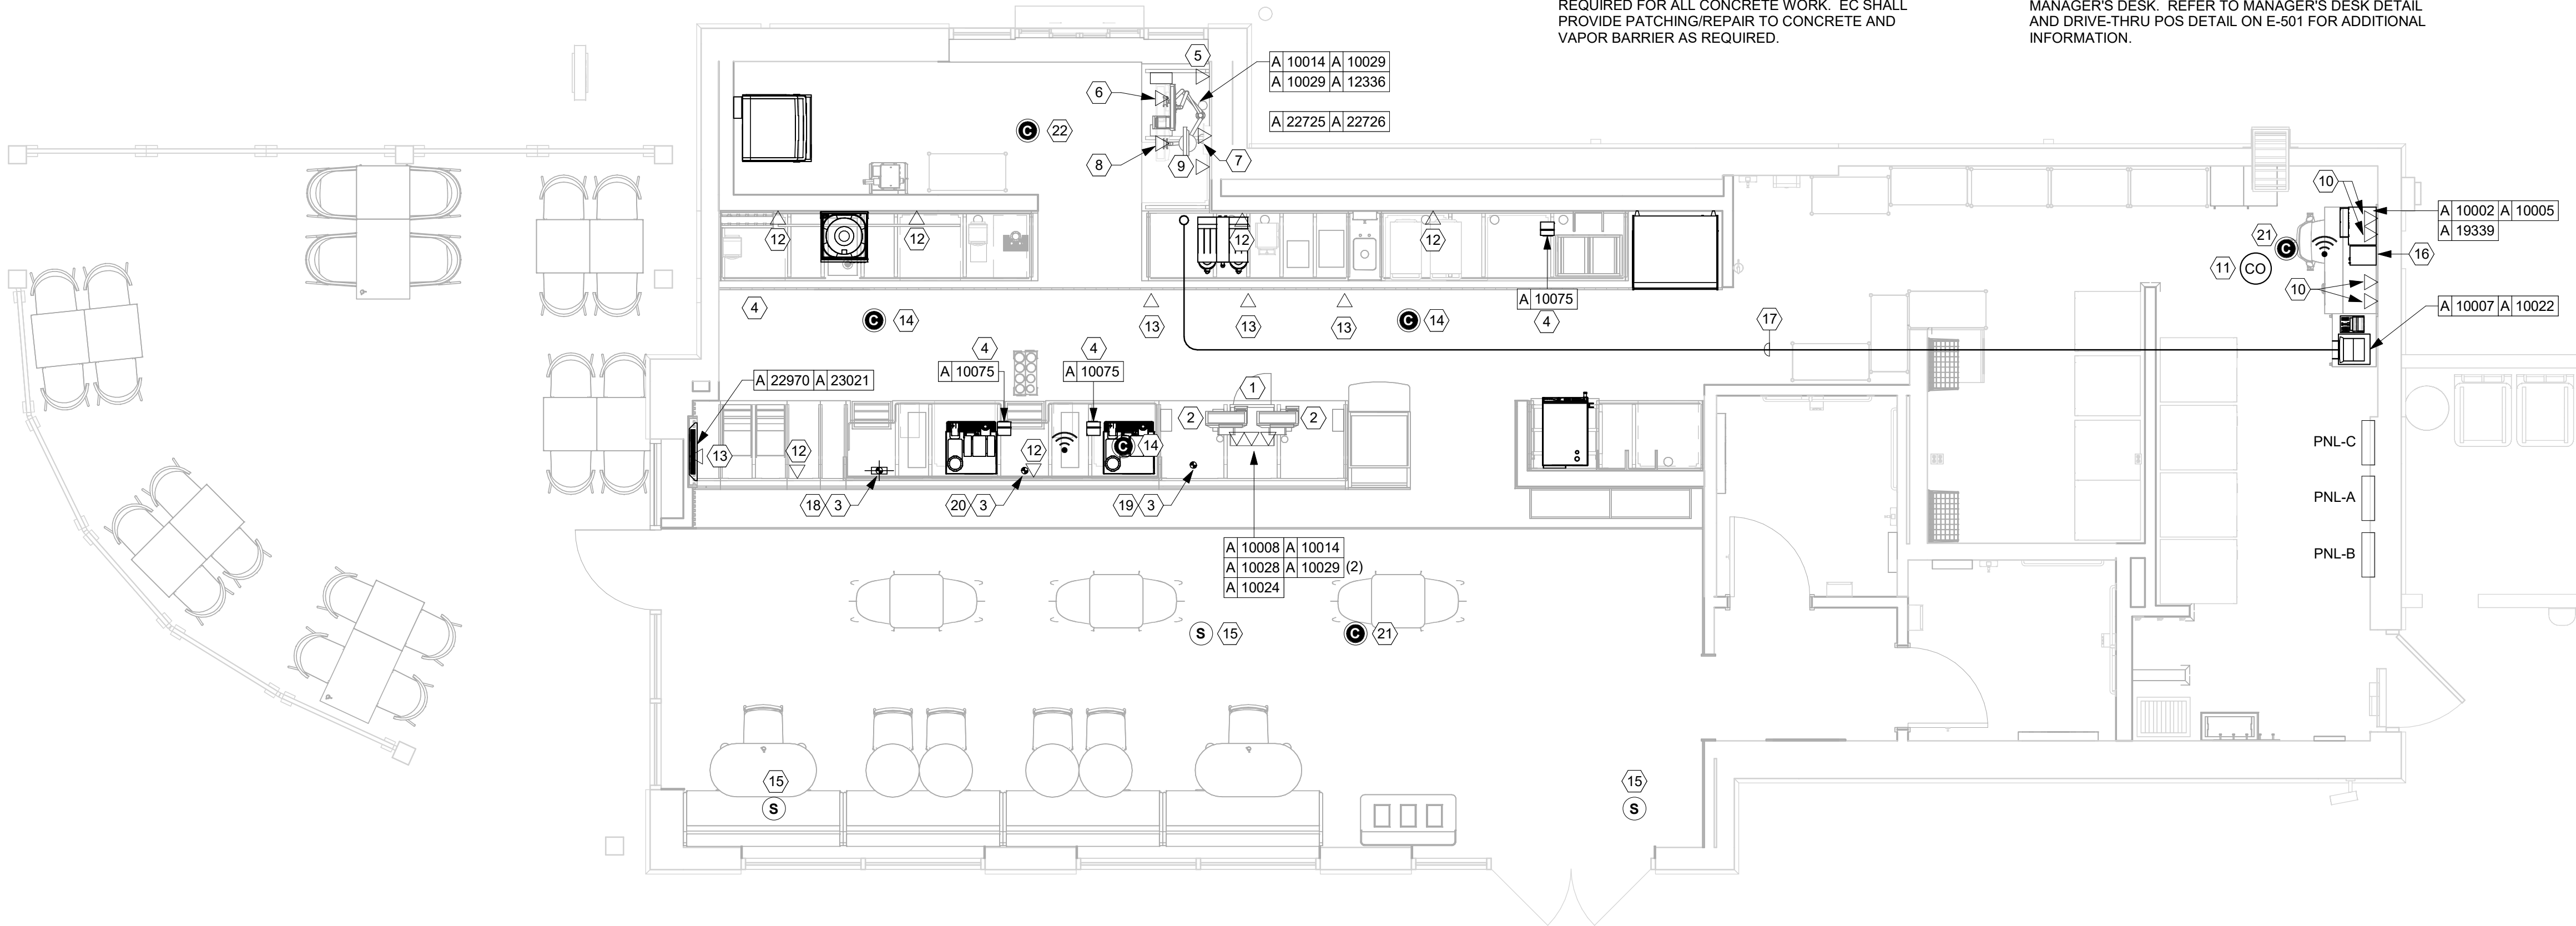 REQUIRED FOR ALL CONCRETE WORK. EC SHALL
PROVIDE PATCHING/REPAIR TO CONCRETE AND
VAPOR BARRIER AS REQUIRED.
MANAGER'S DESK. REFER TO MANAGER'S DESK DETAIL
AND DRIVE-THRU POS DETAIL ON E-501 FOR ADDITIONAL
INFORMATION.
5
A 10014 A 10029
A 10029 A 12336
A 22725 A 22726
6
C 22
8
9
7
10
A 10002 A 10005
A 19339
12
12
12
12
21 C
16
11 CO
10
4
A 10075
4
A 10007 A 10022
C 14
13
13
13
C 14
17
4
A 10075
4
A 10075
A 22970 A 23021
1
2
2
13
12
12
C 14
PNL-C
PNL-A
PNL-B
18 3
20 3
19 3
A 10008 A 10014
A 10028 A 10029 (2)
A 10024
S 15
C 21
15
S
15
S